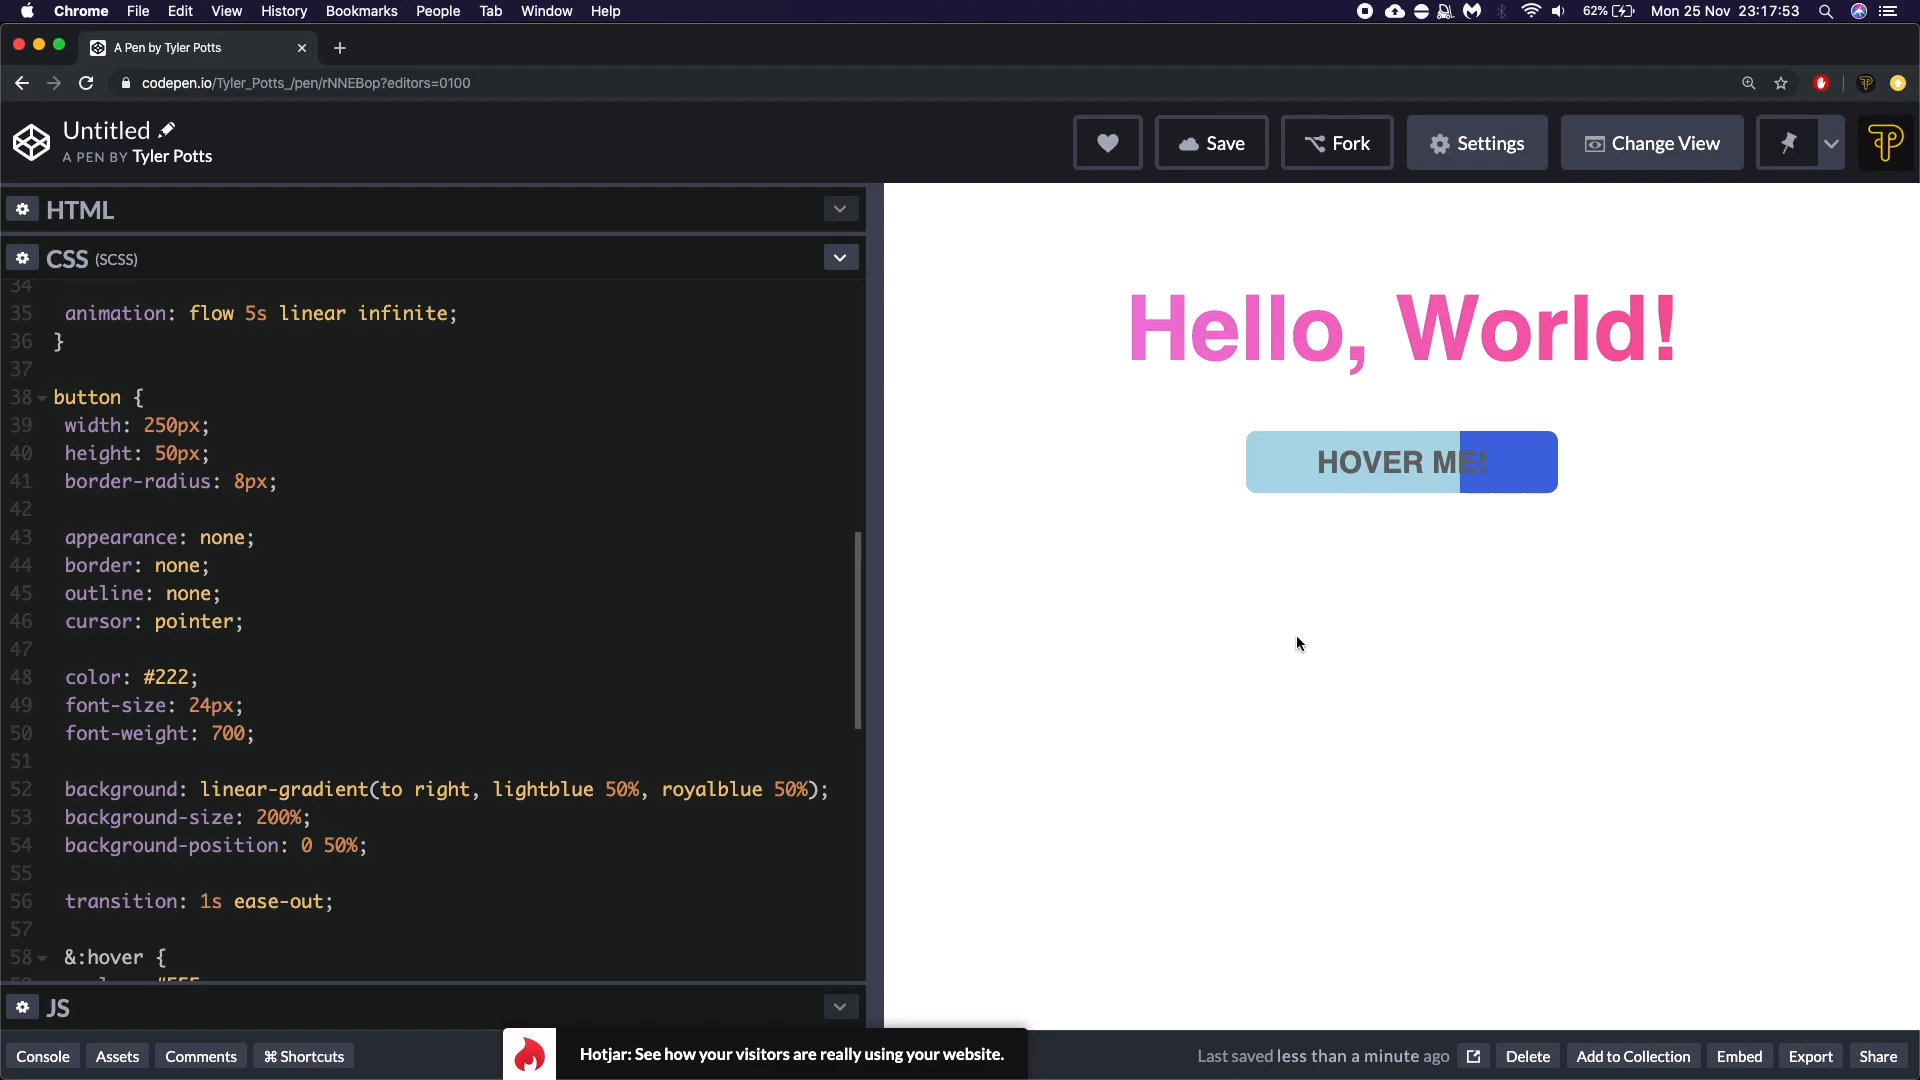 Chrome File Edit View History Bookmarks People Tab Window Help
62% Mon 25 Nov 23:17:53
A Pen by Tyler Potts
codepen.io/Tyler_Potts_/pen/rNNEBop?editors=0100
Untitled
A PEN BY Tyler Potts
Save Fork Settings Change View
HTML
CSS (SCSS)
34
35 animation: flow 5s linear infinite;
36 }
37
38 button {
39 width: 250px;
40 height: 50px;
41 border-radius: 8px;
42
43 appearance: none;
44 border: none;
45 outline: none;
46 cursor: pointer;
47
48 color: #222;
49 font-size: 24px;
50 font-weight: 700;
51
52 background: linear-gradient(to right, lightblue 50%, royalblue 50%);
53 background-size: 200%;
54 background-position: 0 50%;
55
56 transition: 1s ease-out;
57
58 &:hover {
JS
Hello, World!
HOVER ME!
Console Assets Comments ⌘ Shortcuts
Hotjar: See how your visitors are really using your website.
Last saved less than a minute ago Delete Add to Collection Embed Export Share